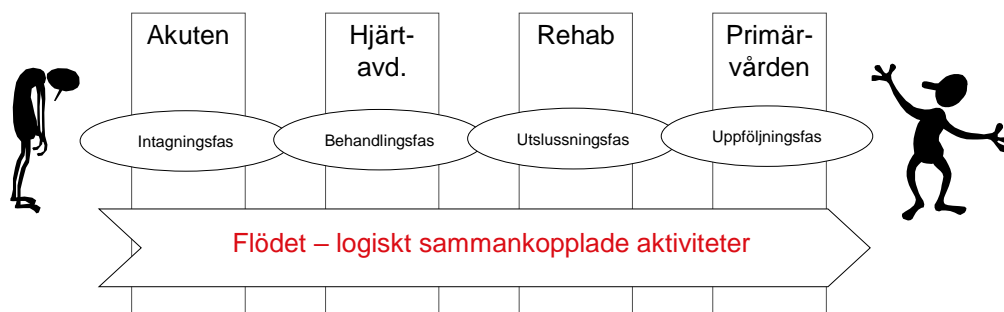 Akuten
Hjärt-
avd.
Rehab
Primär-
vården
Intagningsfas
Behandlingsfas
Utslussningsfas
Uppföljningsfas
Flödet – logiskt sammankopplade aktiviteter